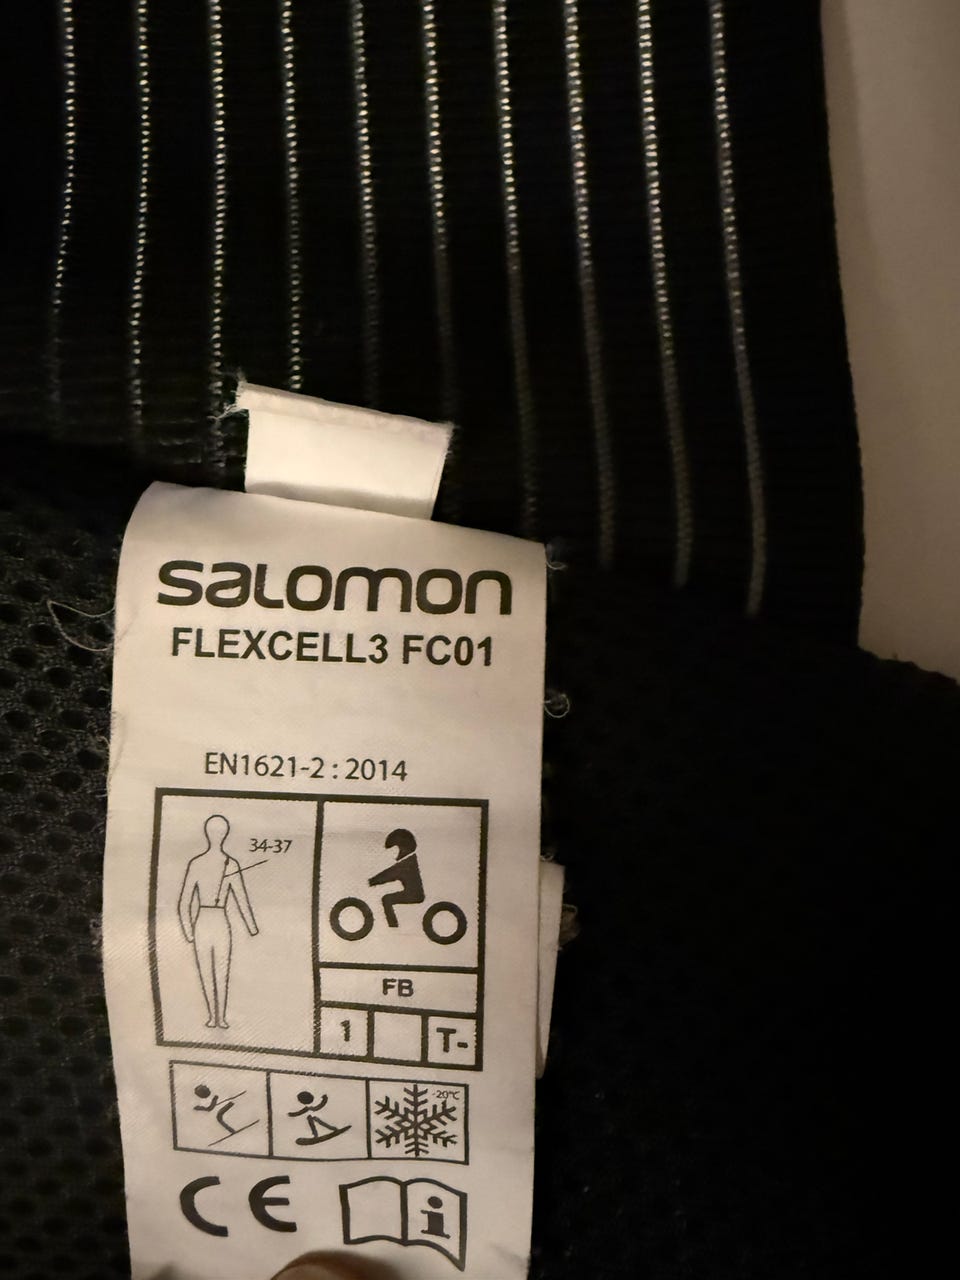 salomon
FLEXCELL3 FC01
EN1621-2 : 2014
34-37
FB
1
T-
-20°C
CE
i